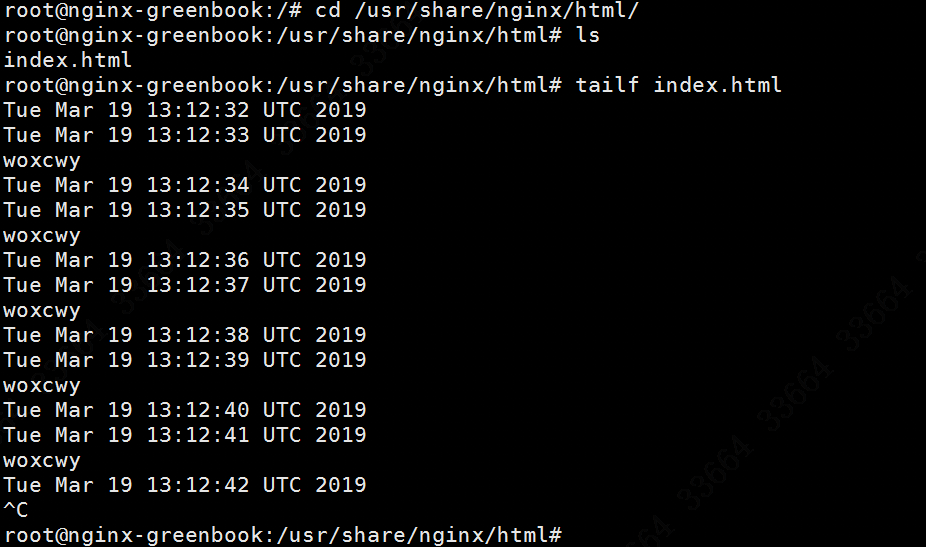 root@nginx-greenbook:/# cd /usr/share/nginx/html/
root@nginx-greenbook:/usr/share/nginx/html# ls
index.html
root@nginx-greenbook:/usr/share/nginx/html# tailf index.html
Tue Mar 19 13:12:32 UTC 2019
Tue Mar 19 13:12:33 UTC 2019
woxcwy
Tue Mar 19 13:12:34 UTC 2019
Tue Mar 19 13:12:35 UTC 2019
woxcwy
Tue Mar 19 13:12:36 UTC 2019
Tue Mar 19 13:12:37 UTC 2019
woxcwy
Tue Mar 19 13:12:38 UTC 2019
Tue Mar 19 13:12:39 UTC 2019
woxcwy
Tue Mar 19 13:12:40 UTC 2019
Tue Mar 19 13:12:41 UTC 2019
woxcwy
Tue Mar 19 13:12:42 UTC 2019
^C
root@nginx-greenbook:/usr/share/nginx/html#
33664 33664 33664